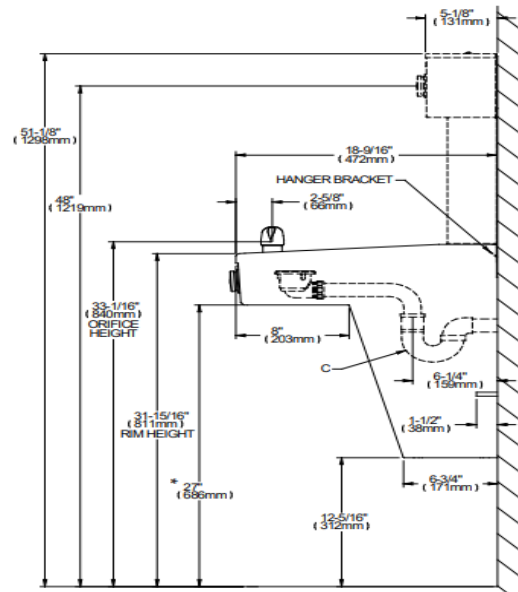 5-1/8"
(131mm)
51-1/8"
(1298mm)
18-9/16"
(472mm)
HANGER BRACKET
48"
(1219mm)
2-5/8"
(66mm)
33-1/16"
(840mm)
ORIFICE
HEIGHT
8"
(203mm)
C
6-1/4"
(159mm)
31-15/16"
(811mm)
RIM HEIGHT
1-1/2"
(38mm)
* 27"
(686mm)
6-3/4"
(171mm)
12-5/16"
(312mm)